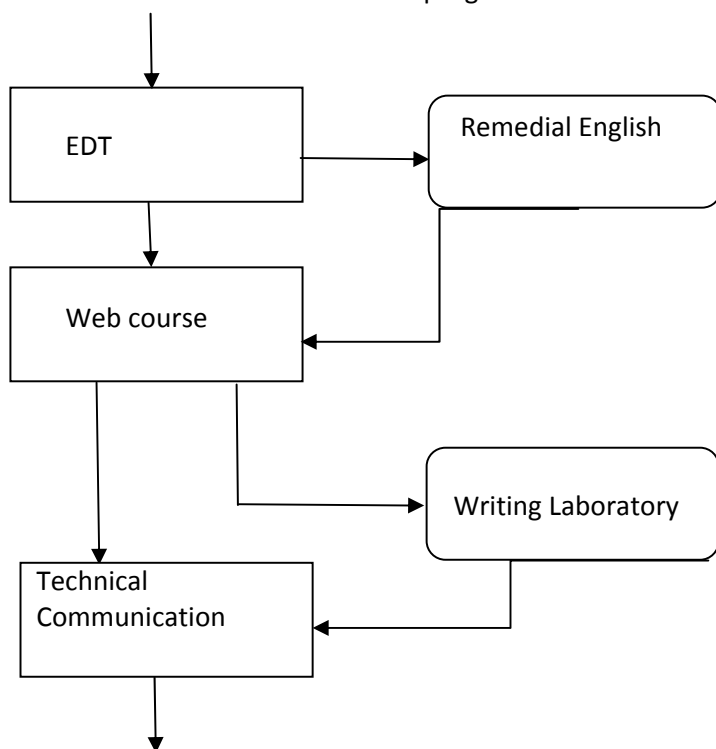 EDT
Remedial English
Web course
Writing Laboratory
Technical
Communication